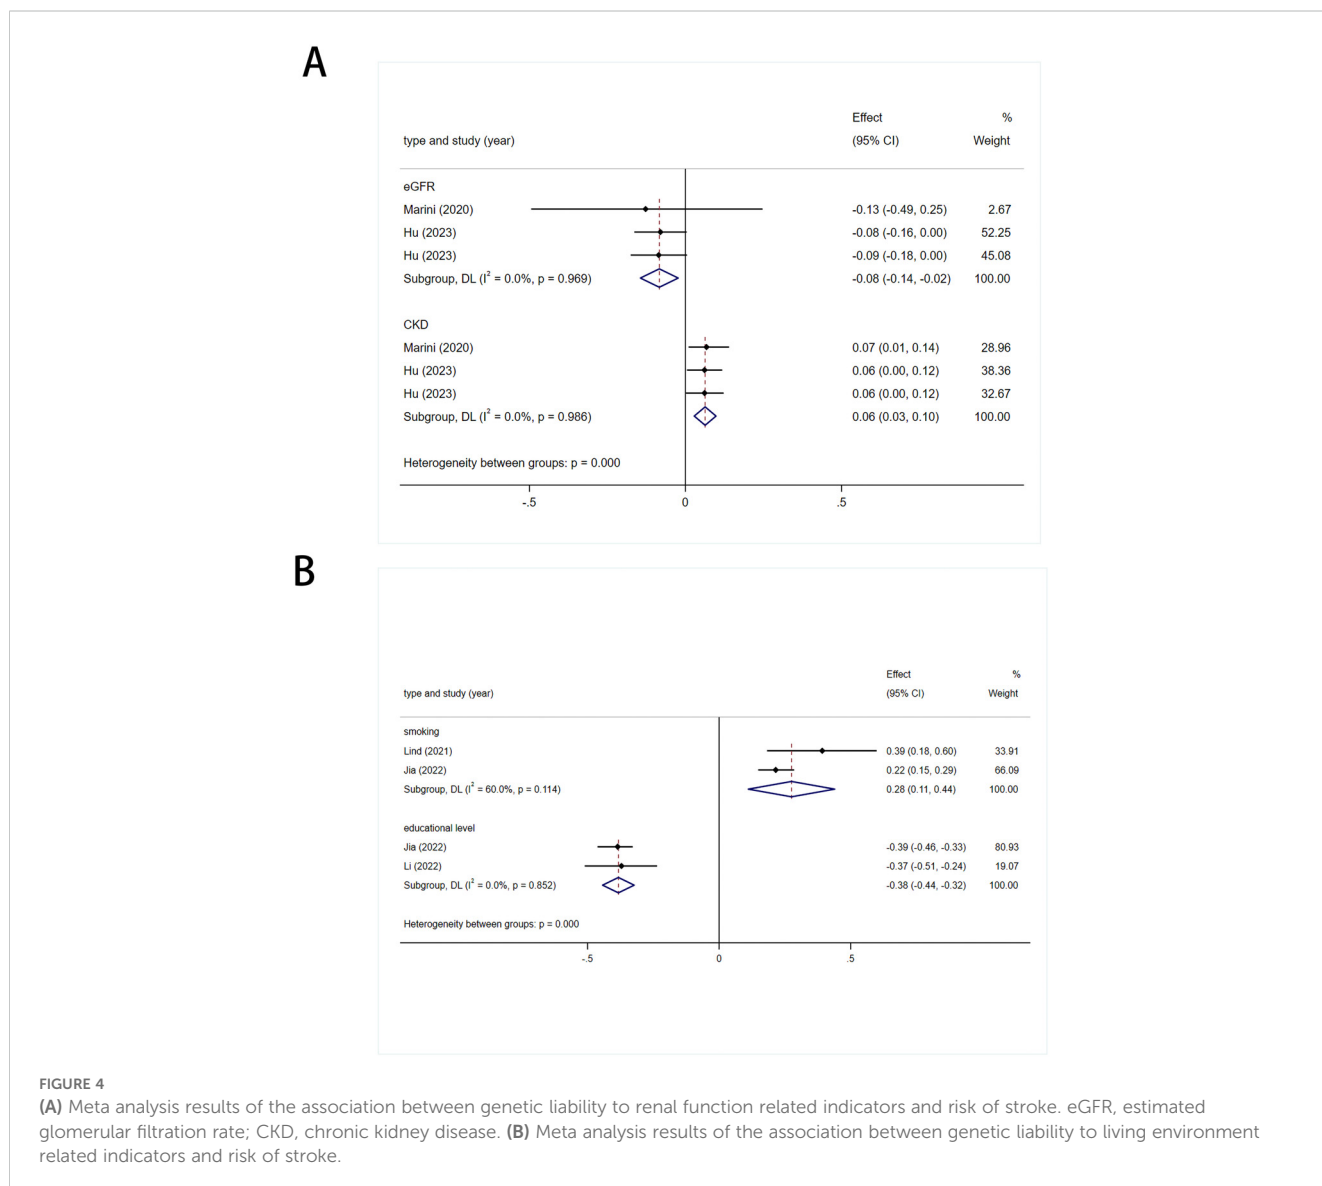 A
Effect %
type and study (year) (95% CI) Weight
eGFR
Marini (2020) -0.13 (-0.49, 0.25) 2.67
Hu (2023) -0.08 (-0.16, 0.00) 52.25
Hu (2023) -0.09 (-0.18, 0.00) 45.08
Subgroup, DL (I² = 0.0%, p = 0.969) -0.08 (-0.14, -0.02) 100.00
CKD
Marini (2020) 0.07 (0.01, 0.14) 28.96
Hu (2023) 0.06 (0.00, 0.12) 38.36
Hu (2023) 0.06 (0.00, 0.12) 32.67
Subgroup, DL (I² = 0.0%, p = 0.986) 0.06 (0.03, 0.10) 100.00
Heterogeneity between groups: p = 0.000
-.5 0 .5
B
Effect %
type and study (year) (95% CI) Weight
smoking
Lind (2021) 0.39 (0.18, 0.60) 33.91
Jia (2022) 0.22 (0.15, 0.29) 66.09
Subgroup, DL (I² = 60.0%, p = 0.114) 0.28 (0.11, 0.44) 100.00
educational level
Jia (2022) -0.39 (-0.46, -0.33) 80.93
Li (2022) -0.37 (-0.51, -0.24) 19.07
Subgroup, DL (I² = 0.0%, p = 0.852) -0.38 (-0.44, -0.32) 100.00
Heterogeneity between groups: p = 0.000
-.5 0 .5
FIGURE 4
(A) Meta analysis results of the association between genetic liability to renal function related indicators and risk of stroke. eGFR, estimated
glomerular filtration rate; CKD, chronic kidney disease. (B) Meta analysis results of the association between genetic liability to living environment
related indicators and risk of stroke.